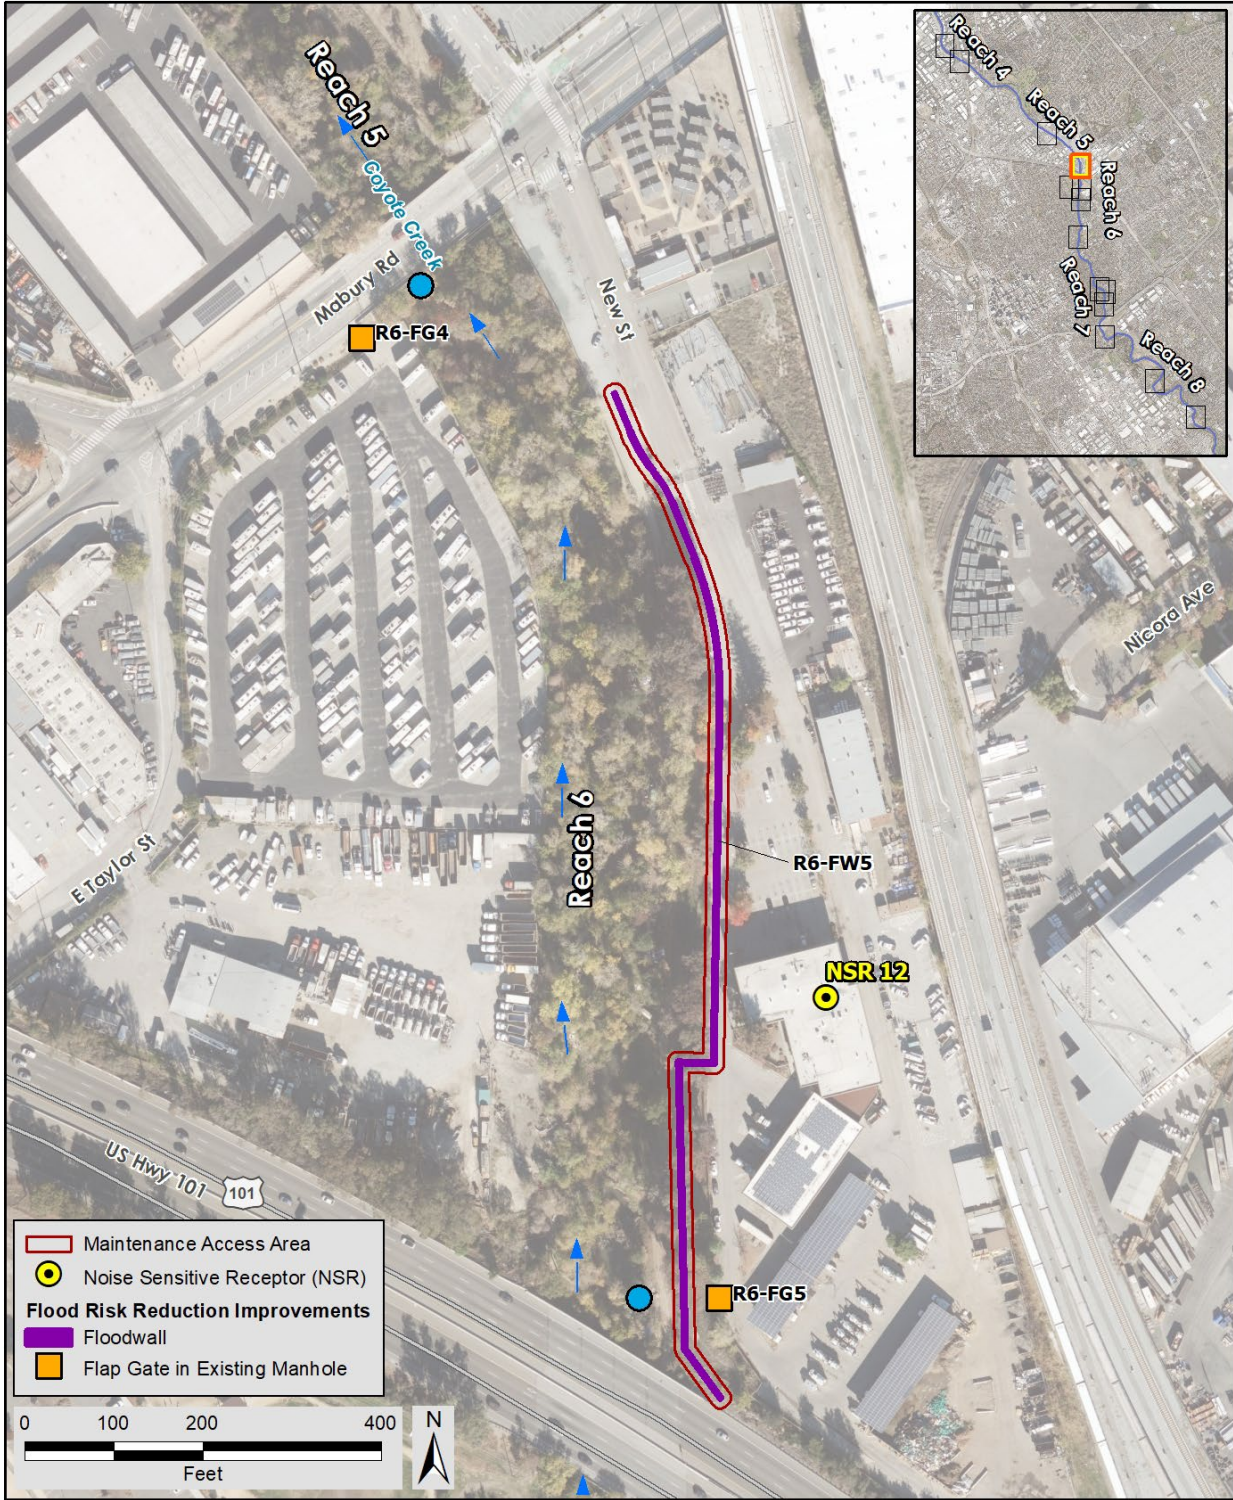 Reach 5
Coyote Creek
Mabury Rd
R6-FG4
New St
Reach 4
Reach 5
Reach 6
Reach 7
Reach 8
Nicora Ave
E Taylor St
Reach 6
R6-FW5
NSR 12
US Hwy 101
101
R6-FG5
Maintenance Access Area
Noise Sensitive Receptor (NSR)
Flood Risk Reduction Improvements
Floodwall
Flap Gate in Existing Manhole
0 100 200 400
Feet
N